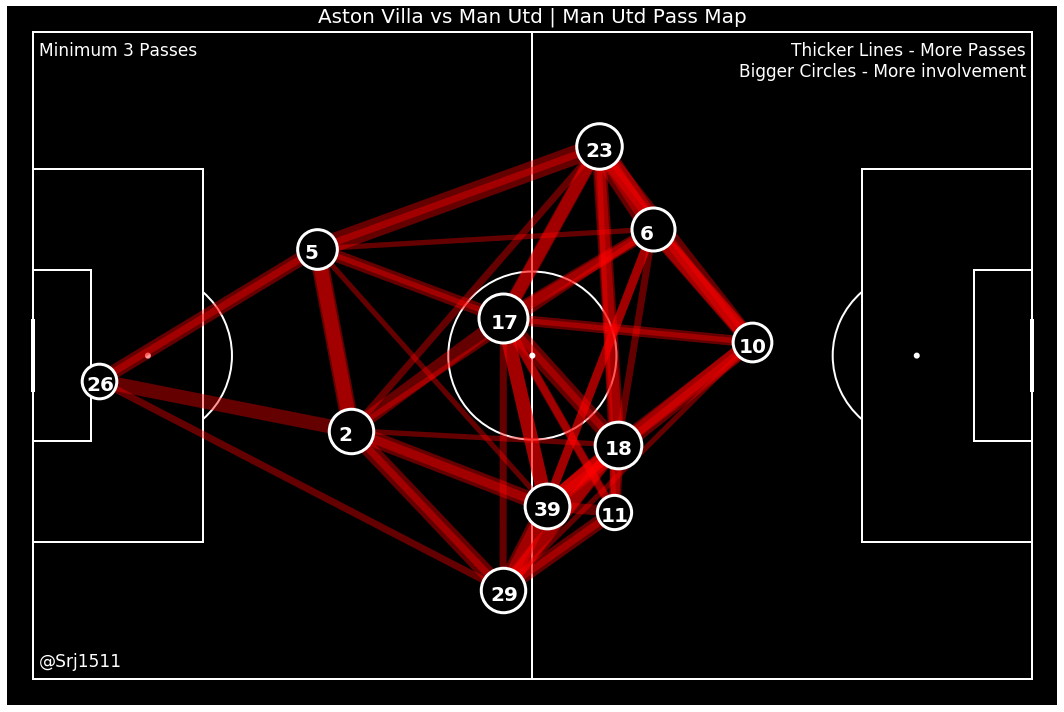 Aston Villa vs Man Utd | Man Utd Pass Map
Minimum 3 Passes
Thicker Lines - More Passes
Bigger Circles - More involvement
23
6
5
17
10
26
2
18
39
11
29
@Srj1511